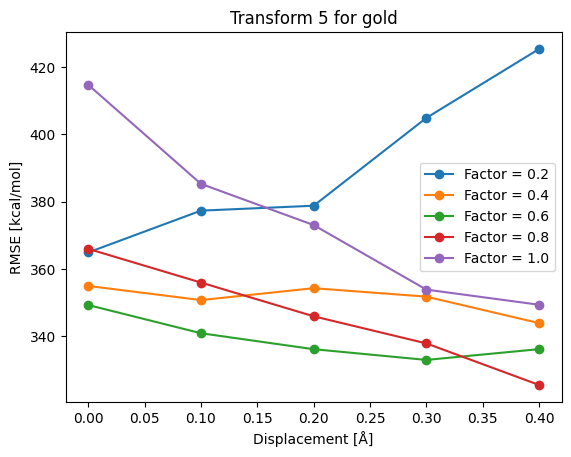 Transform 5 for gold
RMSE [kcal/mol]
420
400
380
360
340
Factor = 0.2
Factor = 0.4
Factor = 0.6
Factor = 0.8
Factor = 1.0
0.00 0.05 0.10 0.15 0.20 0.25 0.30 0.35 0.40
Displacement [Å]